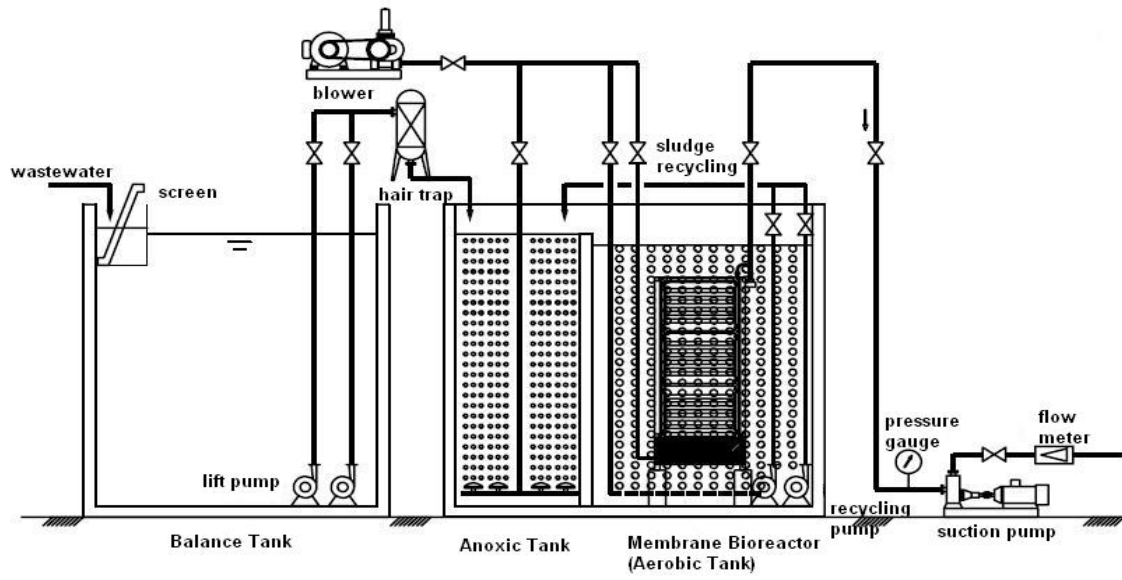 blower
sludge
recycling
wastewater
screen
hair trap
pressure
gauge
flow
meter
lift pump
recycling
pump
suction pump
Balance Tank
Anoxic Tank
Membrane Bioreactor
(Aerobic Tank)